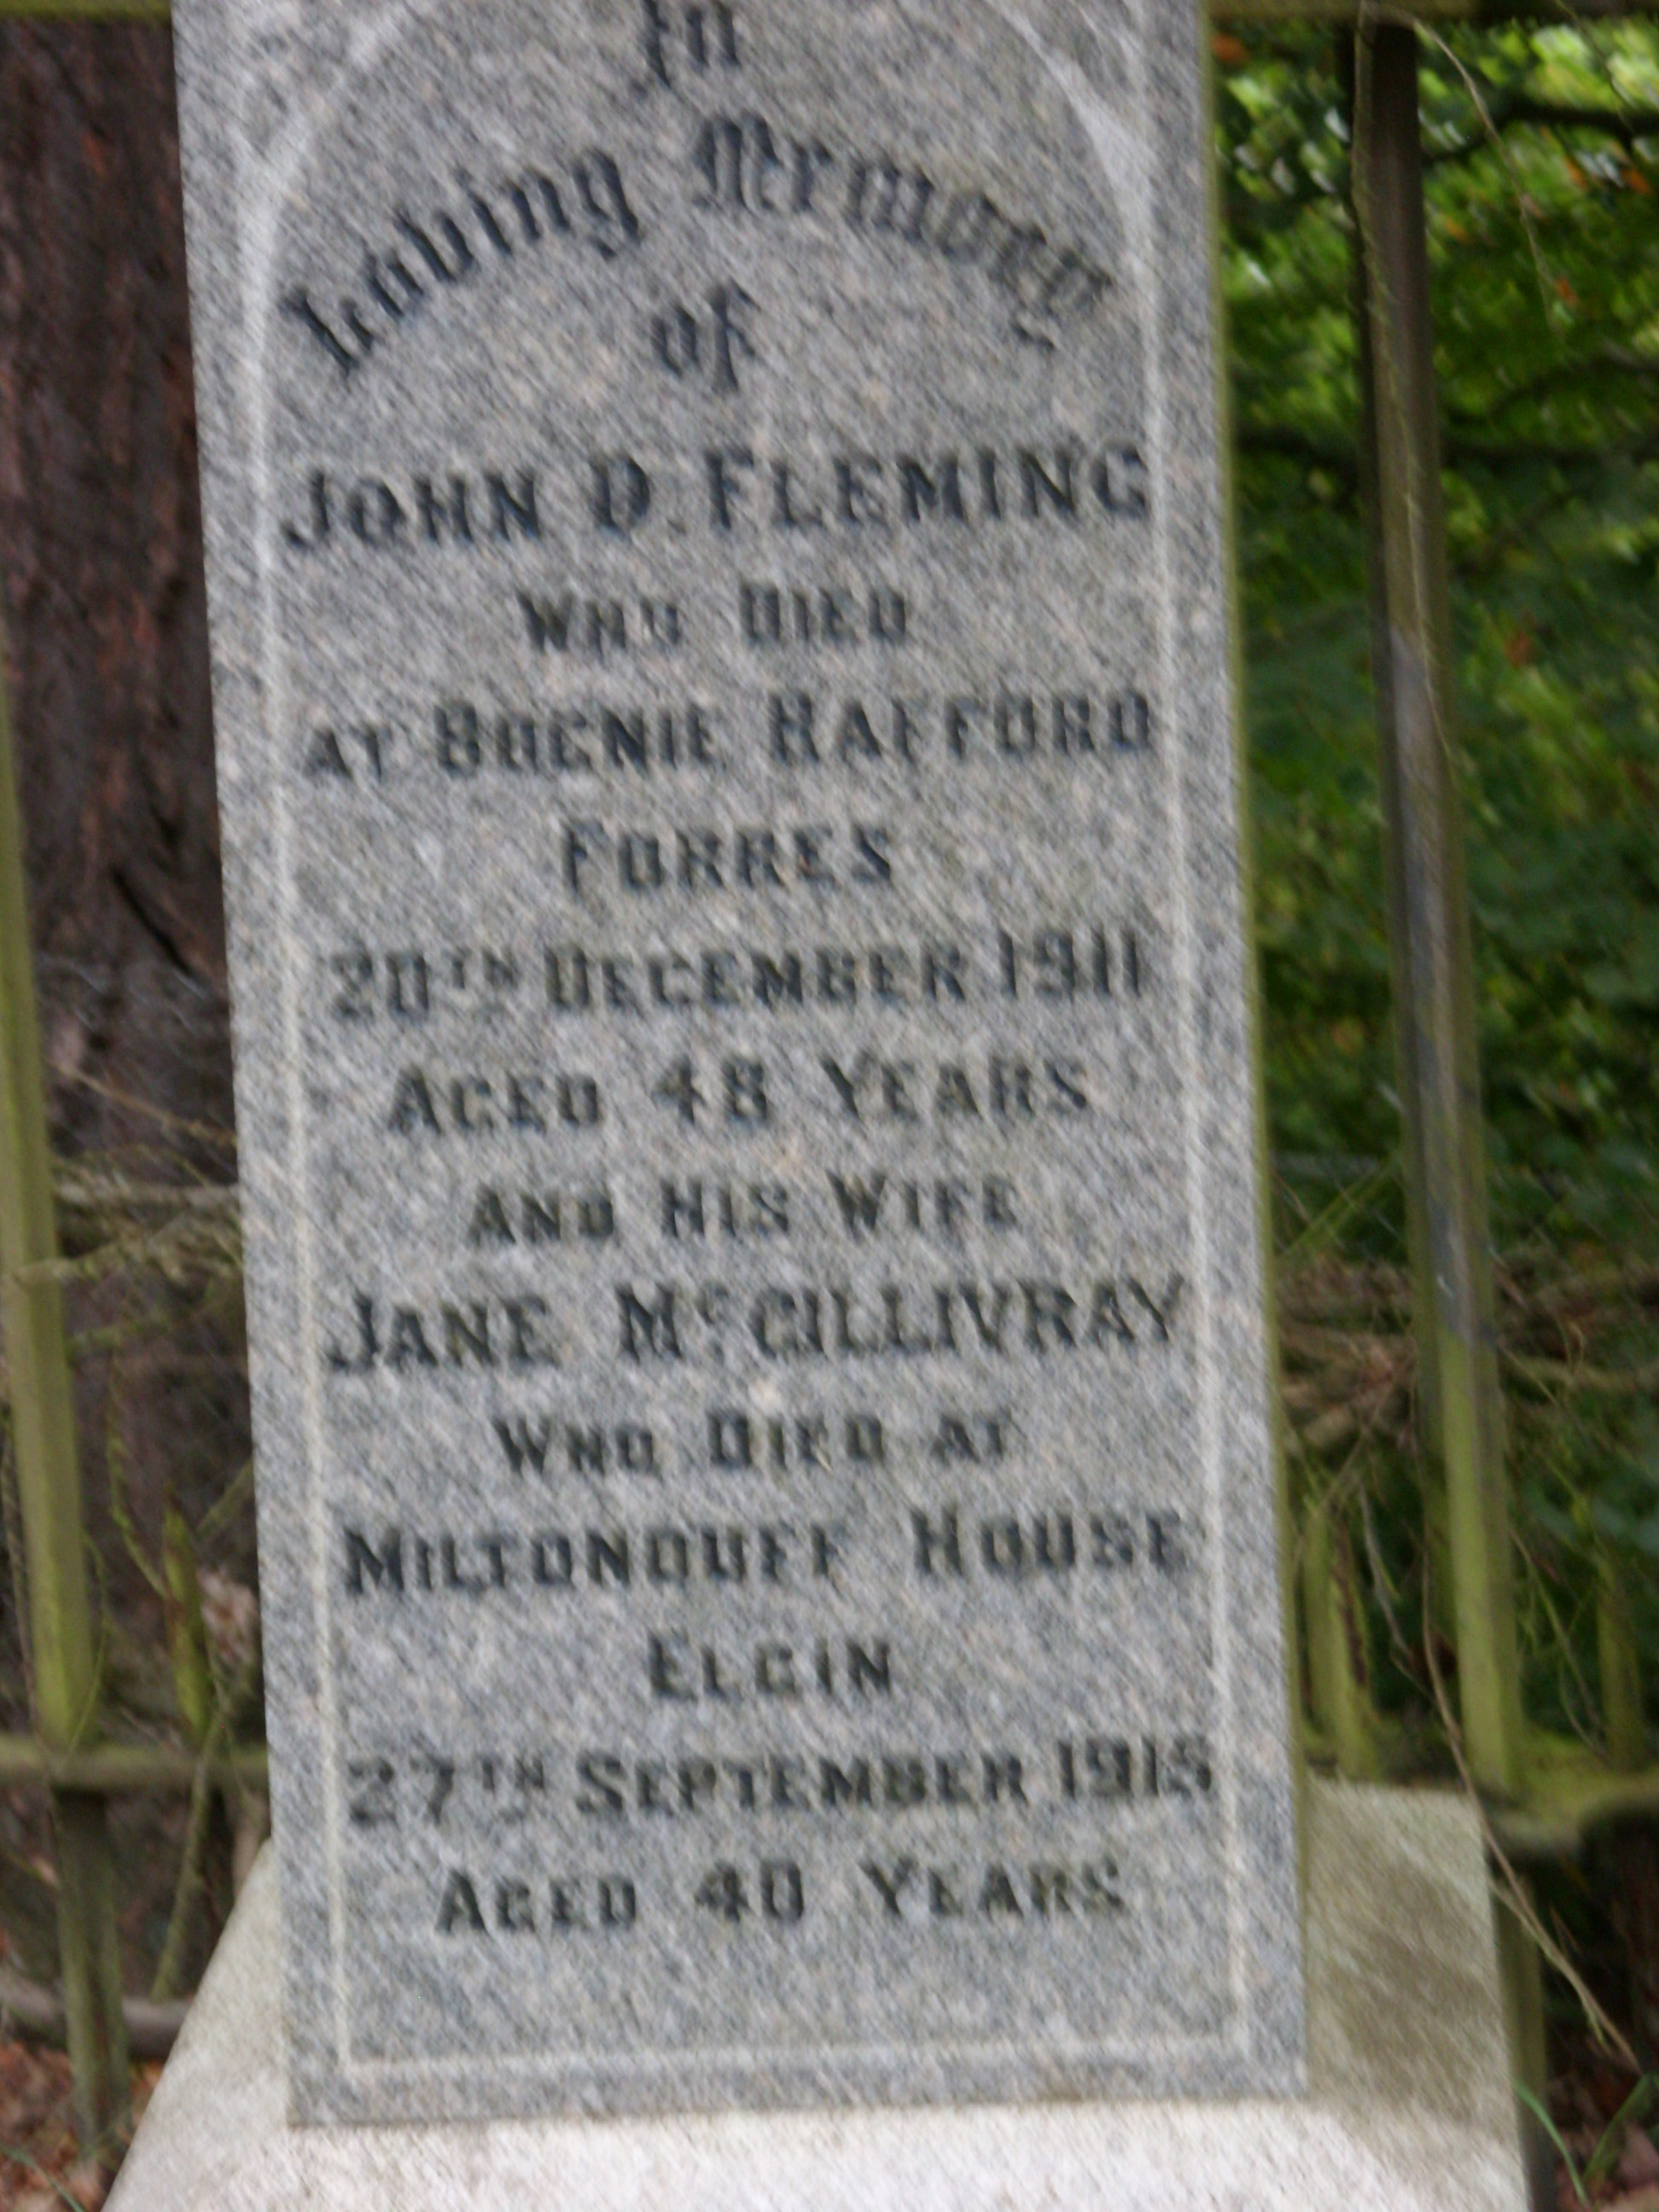 In
Loving Memory
of
JOHN D. FLEMING
WHO DIED
AT BOGNIE RAFFORD
FORRES
20TH DECEMBER 1911
AGED 48 YEARS
AND HIS WIFE
JANE McGILLIVRAY
WHO DIED AT
MILTONDUFF HOUSE
ELGIN
27TH SEPTEMBER 1915
AGED 40 YEARS